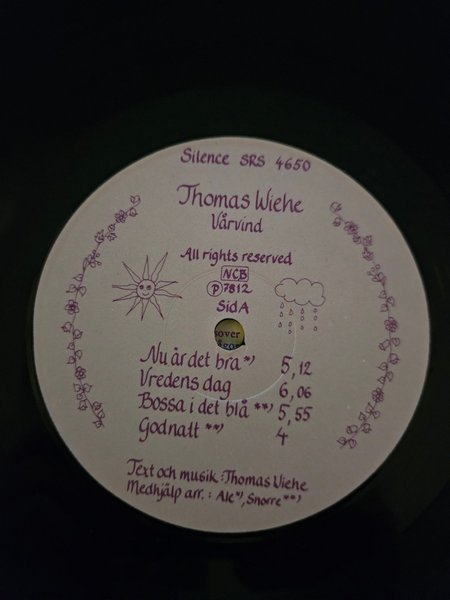 Silence SRS 4650
Thomas Wiehe
Vårvind
All rights reserved
NCB
Ⓟ 7812
Sid A
sover
Nu är det bra *) 5,12
Vredens dag 6,06
Bossa i det blå **) 5,55
Godnatt **) 4
Text och musik : Thomas Wiehe
Medhjälp arr. : Ale *), Snorre **)